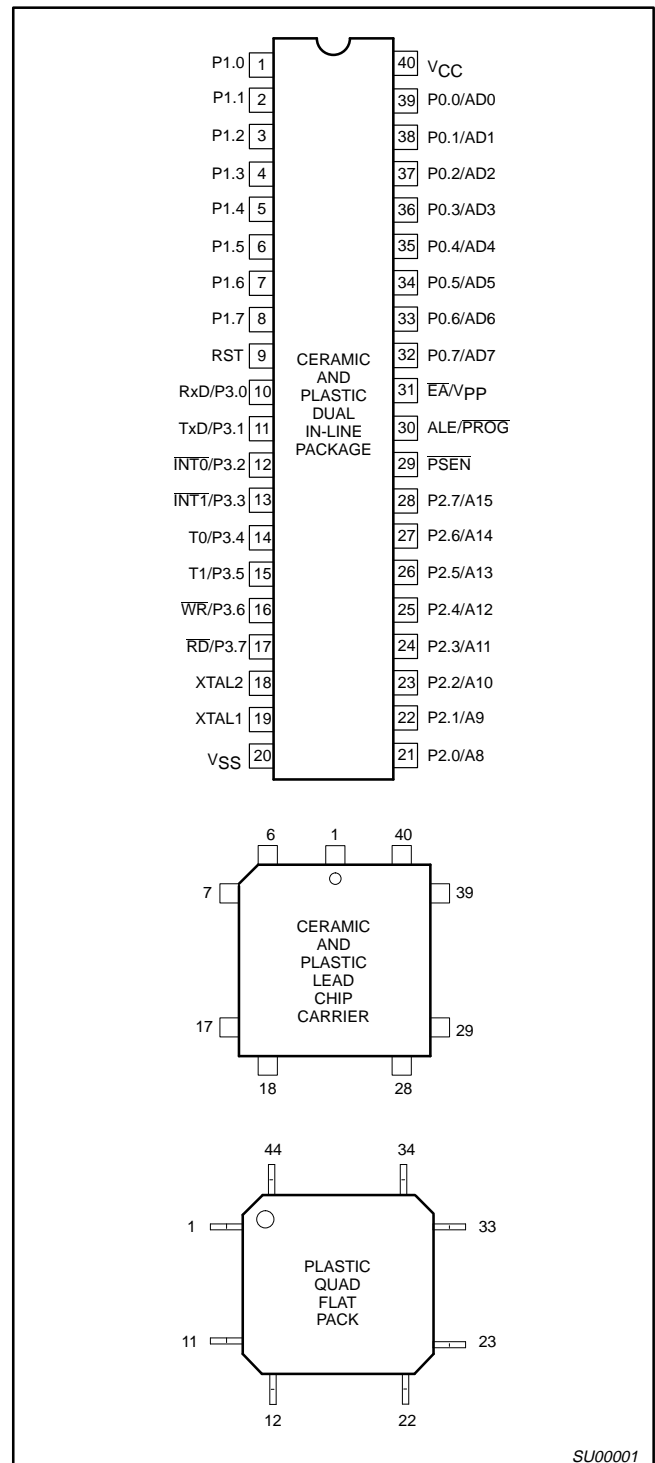 P1.0 1 40 VCC
P1.1 2 39 P0.0/AD0
P1.2 3 38 P0.1/AD1
P1.3 4 37 P0.2/AD2
P1.4 5 36 P0.3/AD3
P1.5 6 35 P0.4/AD4
P1.6 7 34 P0.5/AD5
P1.7 8 33 P0.6/AD6
RST 9 32 P0.7/AD7
RxD/P3.0 10 31 E̅A̅/VPP
TxD/P3.1 11 30 ALE/P̅R̅O̅G̅
I̅N̅T̅0̅/P3.2 12 29 P̅S̅E̅N̅
I̅N̅T̅1̅/P3.3 13 28 P2.7/A15
T0/P3.4 14 27 P2.6/A14
T1/P3.5 15 26 P2.5/A13
W̅R̅/P3.6 16 25 P2.4/A12
R̅D̅/P3.7 17 24 P2.3/A11
XTAL2 18 23 P2.2/A10
XTAL1 19 22 P2.1/A9
VSS 20 21 P2.0/A8
CERAMIC
AND
PLASTIC
DUAL
IN-LINE
PACKAGE
6 1 40
7 39
CERAMIC
AND
PLASTIC
LEAD
CHIP
CARRIER
17 29
18 28
44 34
1 33
PLASTIC
QUAD
FLAT
PACK
11 23
12 22
SU00001